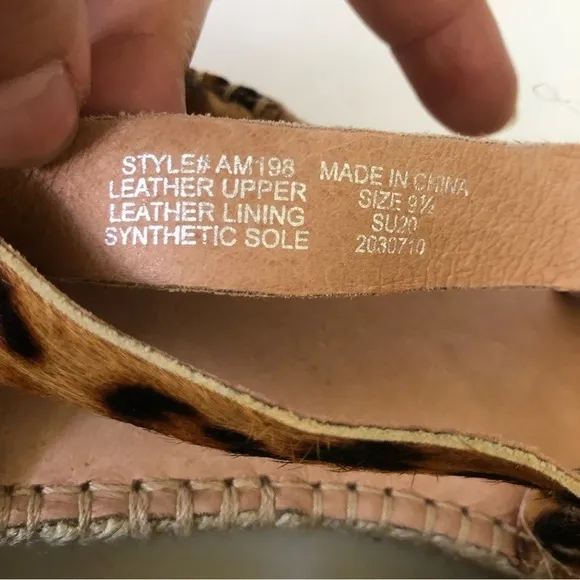 STYLE# AM198
LEATHER UPPER
LEATHER LINING
SYNTHETIC SOLE
MADE IN CHINA
SIZE 9½
SU20
2030710